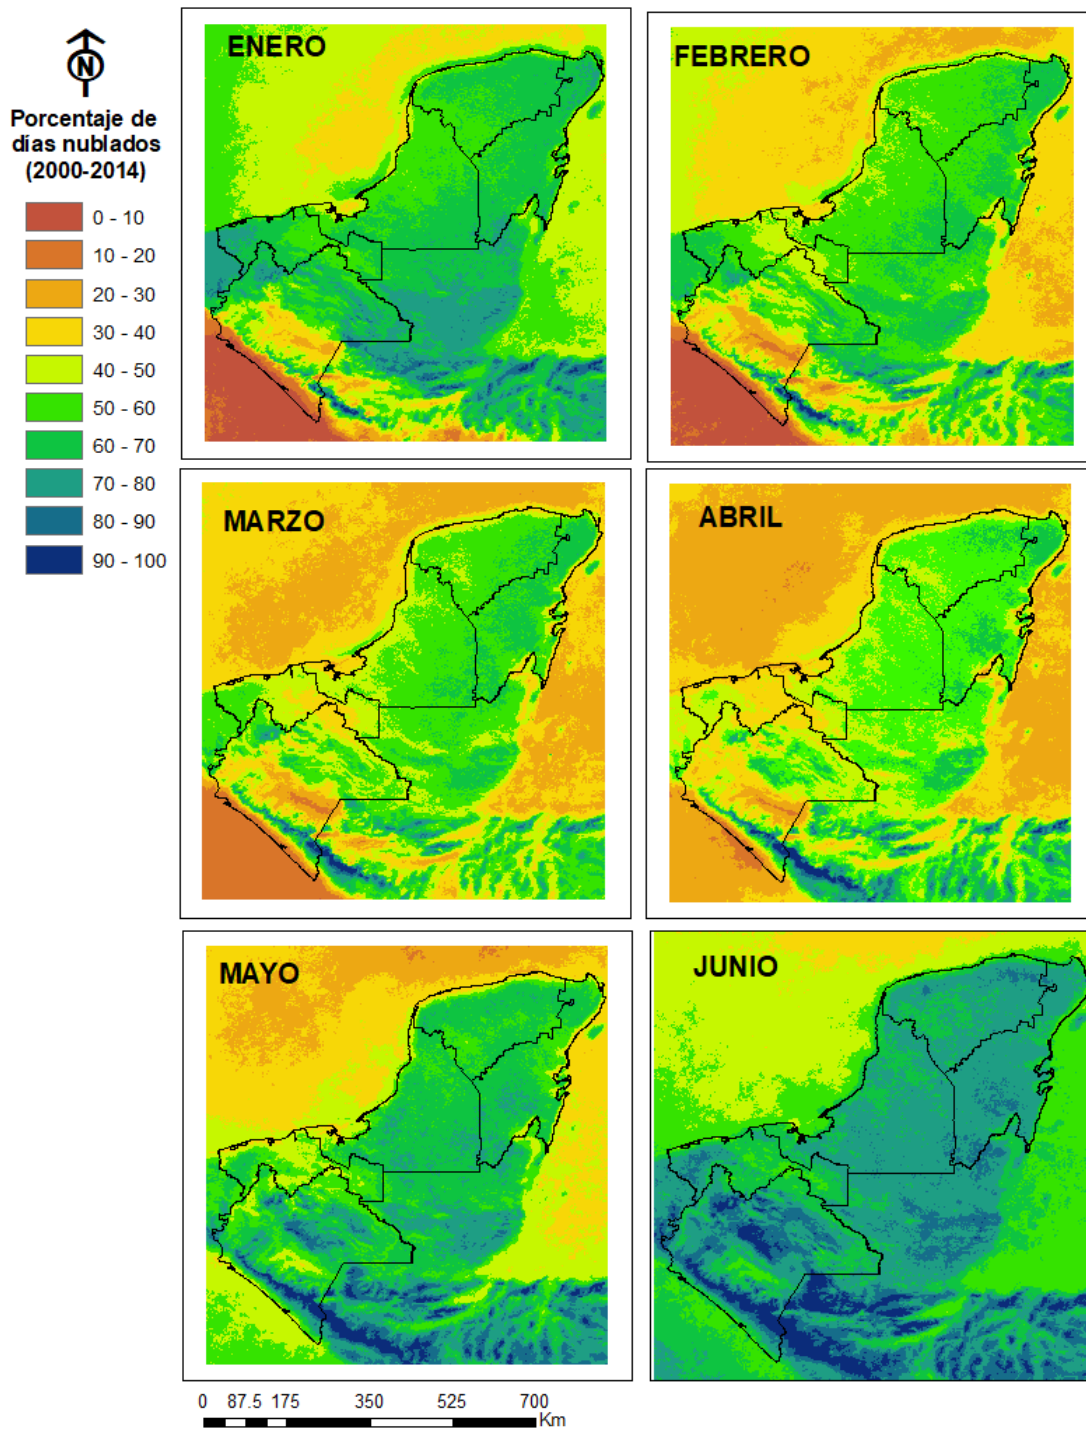 N
Porcentaje de
días nublados
(2000-2014)
0 - 10
10 - 20
20 - 30
30 - 40
40 - 50
50 - 60
60 - 70
70 - 80
80 - 90
90 - 100
ENERO
FEBRERO
MARZO
ABRIL
MAYO
JUNIO
0 87.5 175 350 525 700
Km